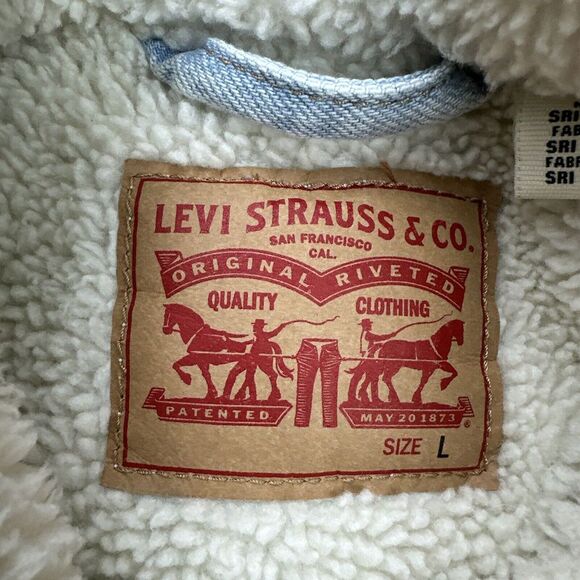 LEVI STRAUSS & CO.
SAN FRANCISCO
CAL.
ORIGINAL RIVETED
QUALITY CLOTHING
PATENTED MAY 20 1873
®
SIZE L
SRI
FAB
SRI
FABR
SRI